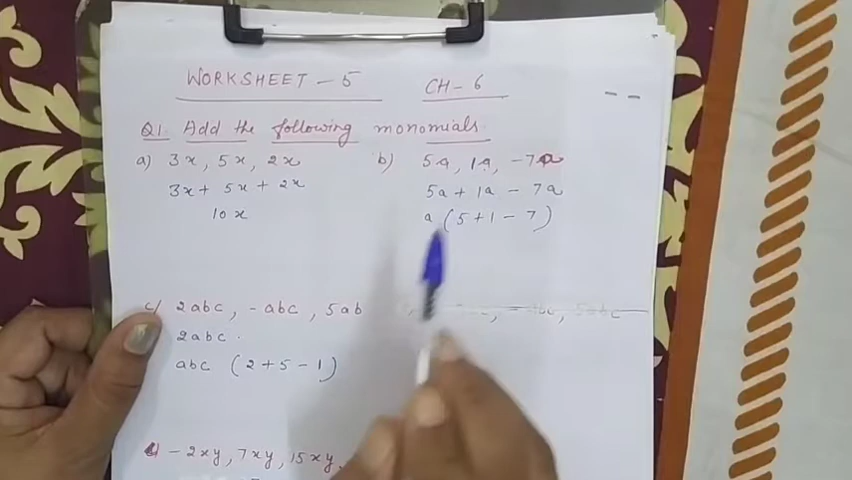 WORKSHEET - 5 CH - 6
Q1 Add the following monomials
a) 3x, 5x, 2x
3x + 5x + 2x
10x
b) 5a, 1a, -7a
5a + 1a - 7a
a (5 + 1 - 7)
c) 2abc, -abc, 5ab
2abc.
abc (2 + 5 - 1)
-2xy, 7xy, 15xy,